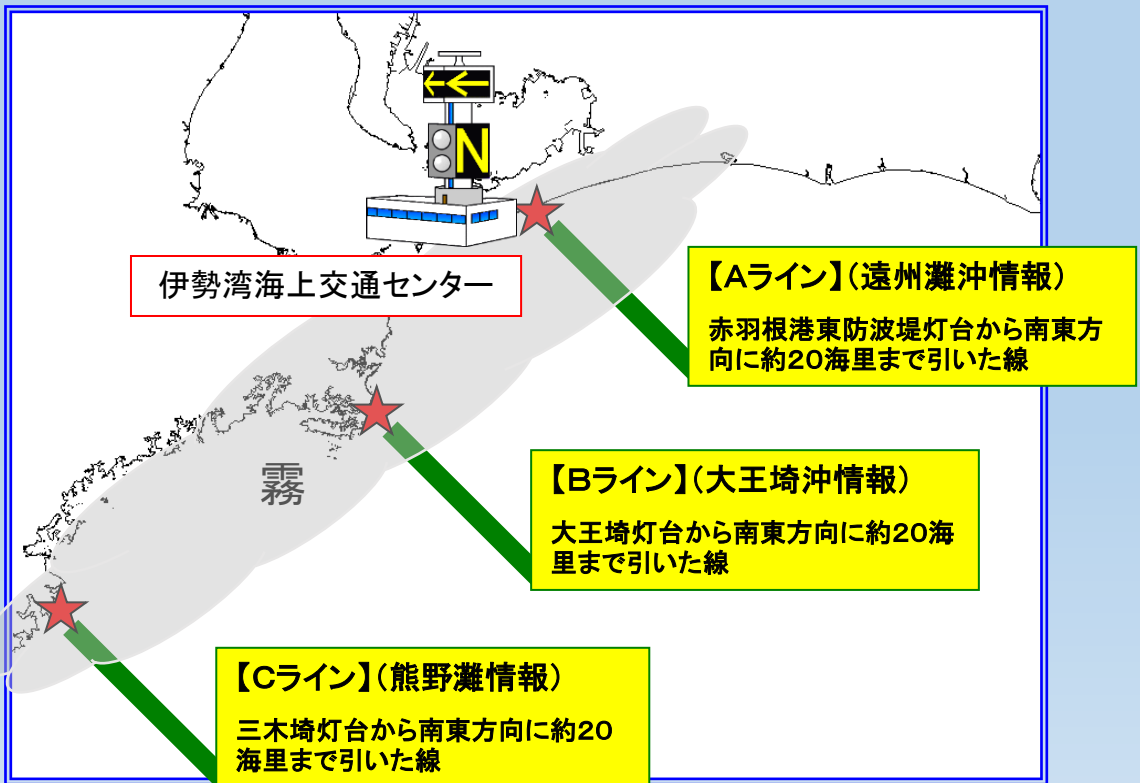 N
伊勢湾海上交通センター
【Aライン】(遠州灘沖情報)
赤羽根港東防波堤灯台から南東方
向に約20海里まで引いた線
【Bライン】(大王埼沖情報)
大王埼灯台から南東方向に約20海
里まで引いた線
霧
【Cライン】(熊野灘情報)
三木埼灯台から南東方向に約20
海里まで引いた線